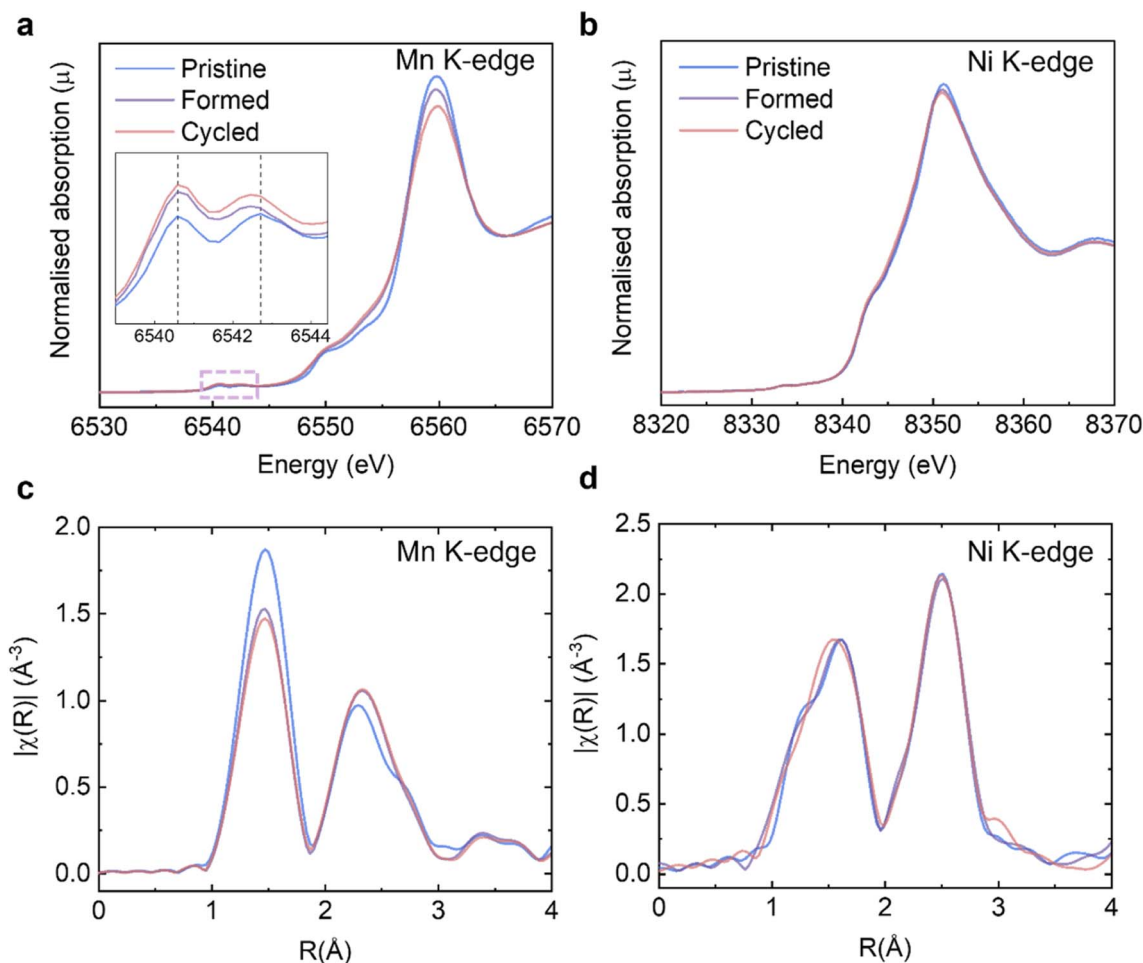 a
Mn K-edge
Pristine
Formed
Cycled
Normalised absorption (μ)
6540 6542 6544
6530 6540 6550 6560 6570
Energy (eV)
b
Ni K-edge
Pristine
Formed
Cycled
Normalised absorption (μ)
8320 8330 8340 8350 8360 8370
Energy (eV)
c
Mn K-edge
|χ(R)| (Å⁻³)
2.0
1.5
1.0
0.5
0.0
0 1 2 3 4
R(Å)
d
Ni K-edge
|χ(R)| (Å⁻³)
2.5
2.0
1.5
1.0
0.5
0.0
0 1 2 3 4
R(Å)